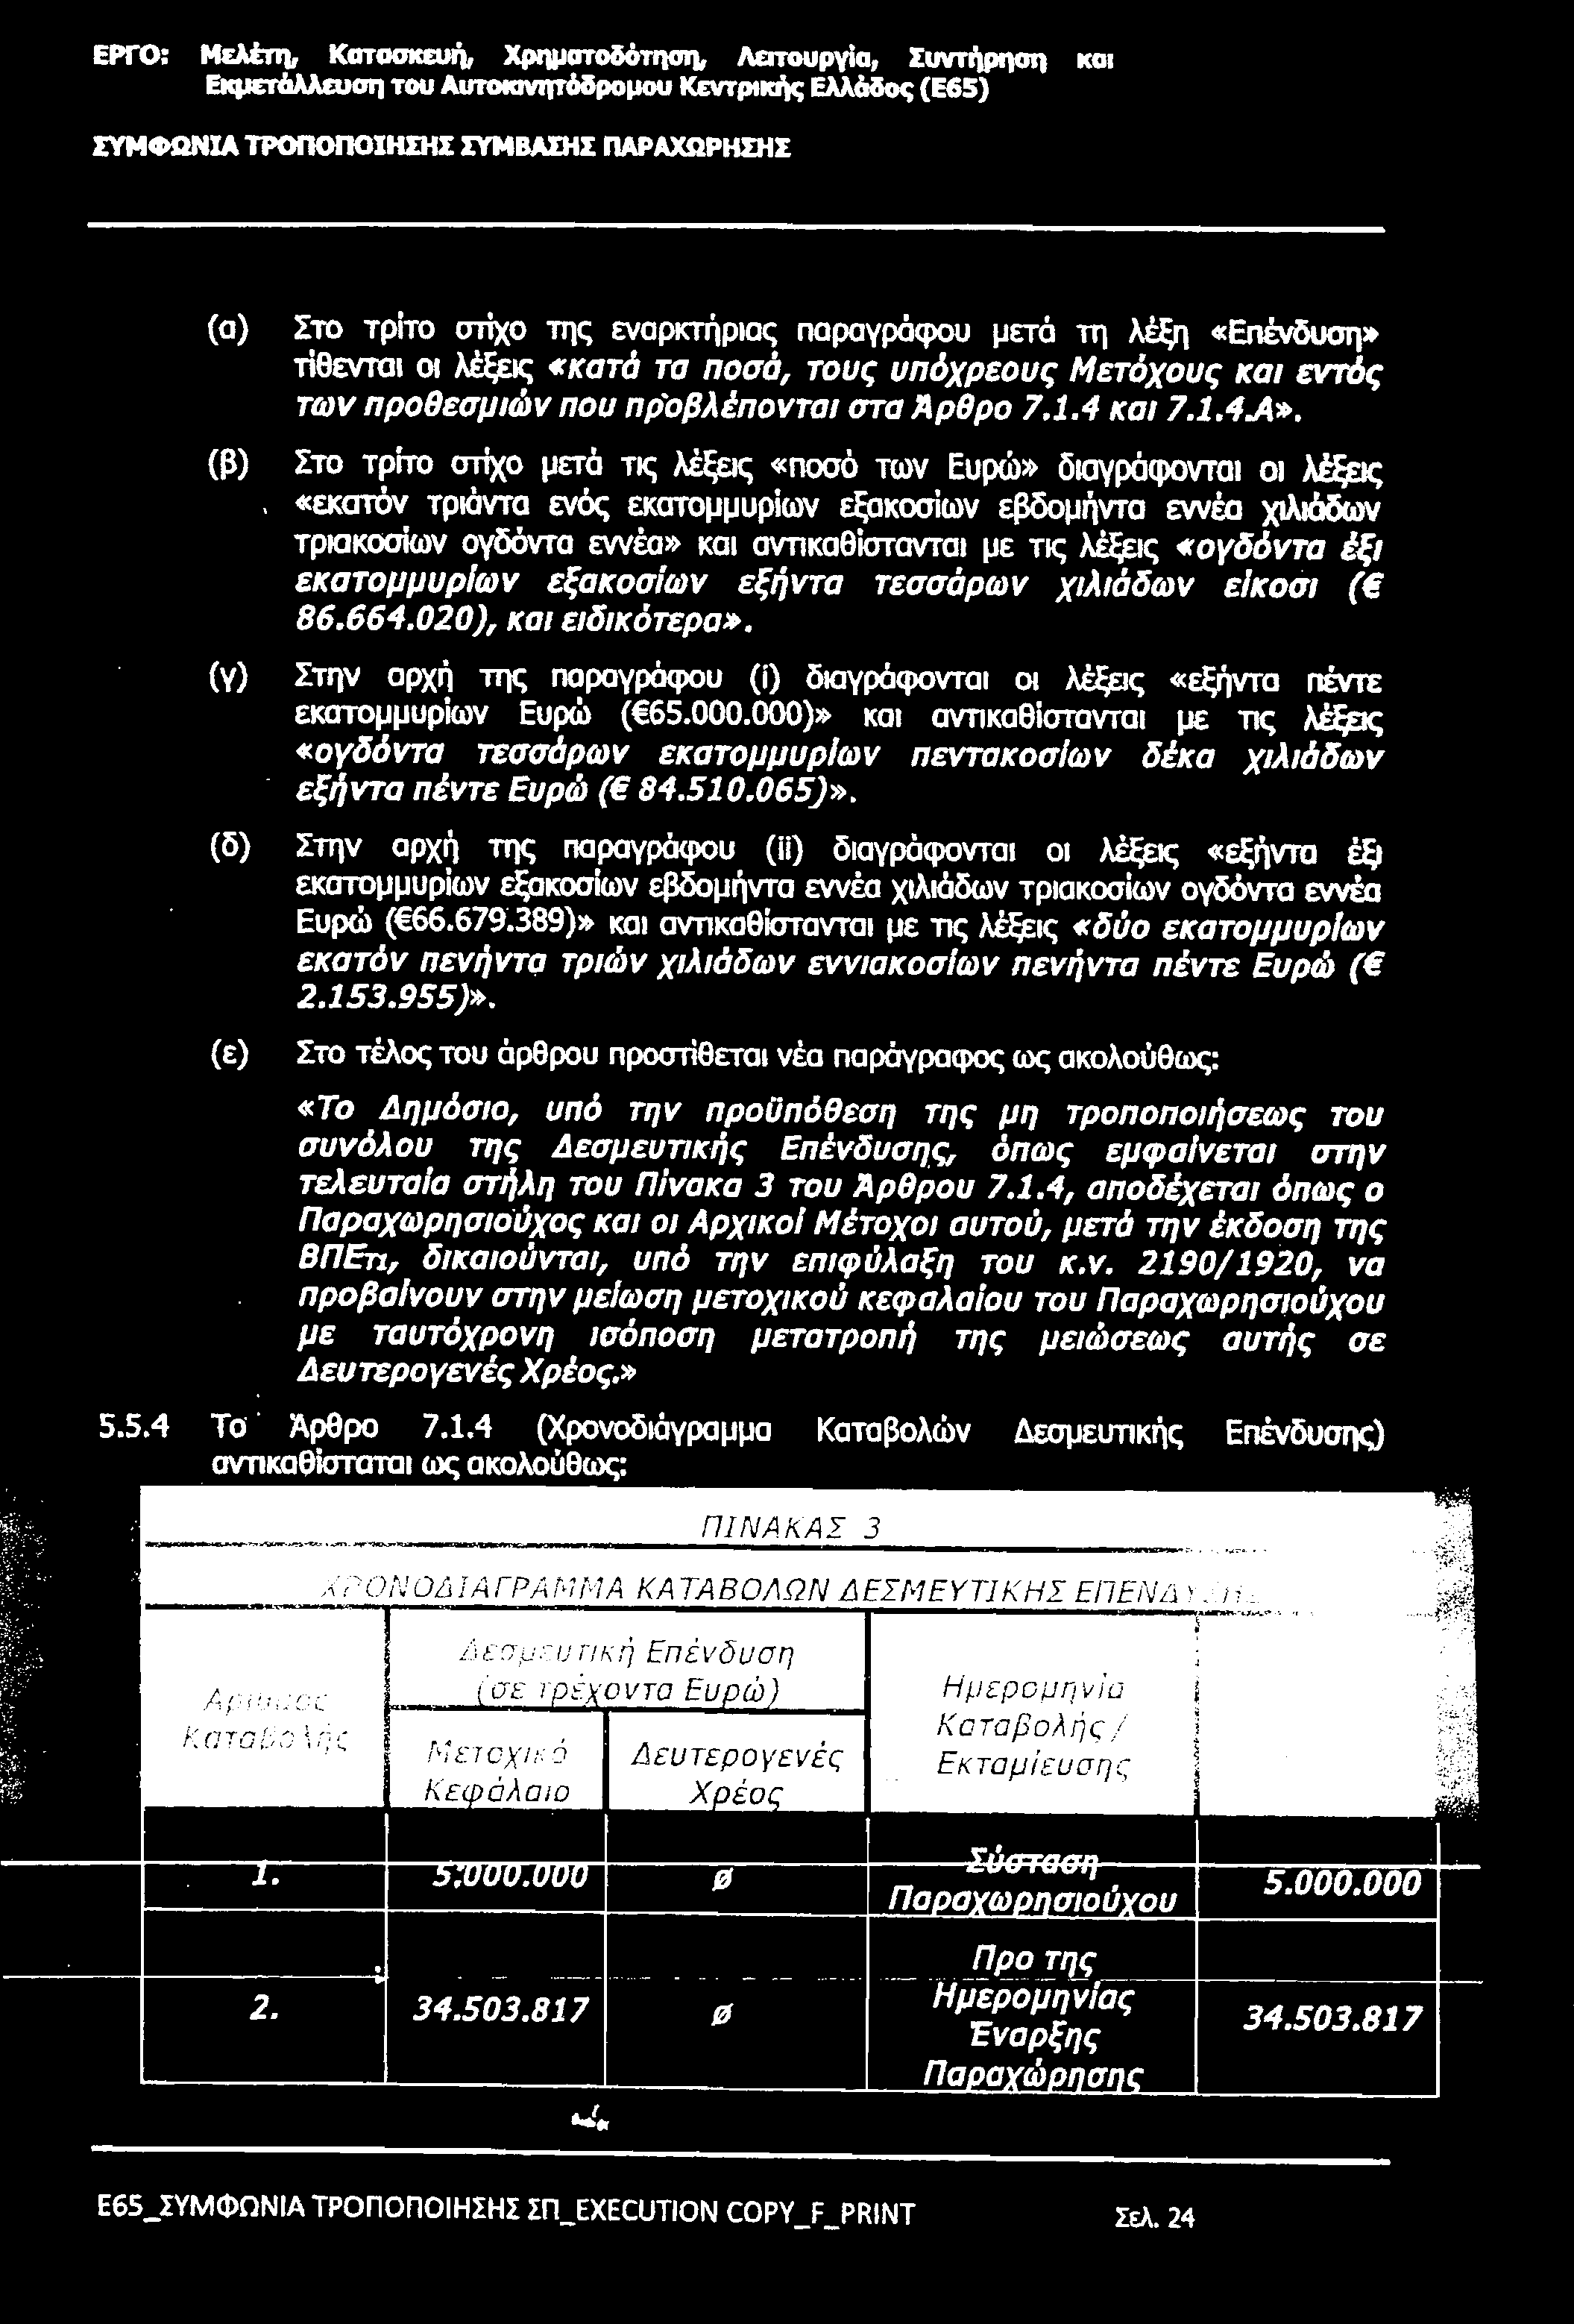 ΕΡΓΟ: Μελέτη, Κατασκευή, Χρηματοδότηση, Λειτουργία, Συντήρηση και
Εκμετάλλευση του Αυτοκινητόδρομου Κεντρικής Ελλάδος (Ε65)
ΣΥΜΦΩΝΙΑ ΤΡΟΠΟΠΟΙΗΣΗΣ ΣΥΜΒΑΣΗΣ ΠΑΡΑΧΩΡΗΣΗΣ
(α) Στο τρίτο στίχο της εναρκτήριας παραγράφου μετά τη λέξη «Επένδυση»
τίθενται οι λέξεις «κατά τα ποσά, τους υπόχρεους Μετόχους και εντός
των προθεσμιών που προβλέπονται στα Άρθρο 7.1.4 και 7.1.4.Α».
(β) Στο τρίτο στίχο μετά τις λέξεις «ποσό των Ευρώ» διαγράφονται οι λέξεις
«εκατόν τριάντα ενός εκατομμυρίων εξακοσίων εβδομήντα εννέα χιλιάδων
τριακοσίων ογδόντα εννέα» και αντικαθίστανται με τις λέξεις «ογδόντα έξι
εκατομμυρίων εξακοσίων εξήντα τεσσάρων χιλιάδων είκοσι (€
86.664.020), και ειδικότερα».
(γ) Στην αρχή της παραγράφου (i) διαγράφονται οι λέξεις «εξήντα πέντε
εκατομμυρίων Ευρώ (€65.000.000)» και αντικαθίστανται με τις λέξεις
«ογδόντα τεσσάρων εκατομμυρίων πεντακοσίων δέκα χιλιάδων
εξήντα πέντε Ευρώ (€ 84.510.065)».
(δ) Στην αρχή της παραγράφου (ii) διαγράφονται οι λέξεις «εξήντα έξι
εκατομμυρίων εξακοσίων εβδομήντα εννέα χιλιάδων τριακοσίων ογδόντα εννέα
Ευρώ (€66.679.389)» και αντικαθίστανται με τις λέξεις «δύο εκατομμυρίων
εκατόν πενήντα τριών χιλιάδων εννιακοσίων πενήντα πέντε Ευρώ (€
2.153.955)».
(ε) Στο τέλος του άρθρου προστίθεται νέα παράγραφος ως ακολούθως:
«Το Δημόσιο, υπό την προϋπόθεση της μη τροποποιήσεως του
συνόλου της Δεσμευτικής Επένδυσης, όπως εμφαίνεται στην
τελευταία στήλη του Πίνακα 3 του Άρθρου 7.1.4, αποδέχεται όπως ο
Παραχωρησιούχος και οι Αρχικοί Μέτοχοι αυτού, μετά την έκδοση της
ΒΠΕτι, δικαιούνται, υπό την επιφύλαξη του κ.ν. 2190/1920, να
προβαίνουν στην μείωση μετοχικού κεφαλαίου του Παραχωρησιούχου
με ταυτόχρονη ισόποση μετατροπή της μειώσεως αυτής σε
Δευτερογενές Χρέος.»
5.5.4 Το Άρθρο 7.1.4 (Χρονοδιάγραμμα Καταβολών Δεσμευτικής Επένδυσης)
αντικαθίσταται ως ακολούθως:
ΠΙΝΑΚΑΣ 3
ΧΡΟΝΟΔΙΑΓΡΑΜΜΑ ΚΑΤΑΒΟΛΩΝ ΔΕΣΜΕΥΤΙΚΗΣ ΕΠΕΝΔΥΣΗΣ
Αριθμός
Καταβολής
Δεσμευτική Επένδυση
(σε τρέχοντα Ευρώ)
Μετοχικό
Κεφάλαιο
Δευτερογενές
Χρέος
Ημερομηνία
Καταβολής /
Εκταμίευσης
1. 5.000.000 ø Σύσταση
Παραχωρησιούχου 5.000.000
2. 34.503.817 ø Προ της
Ημερομηνίας
Έναρξης
Παραχώρησης 34.503.817
E65_ΣΥΜΦΩΝΙΑ ΤΡΟΠΟΠΟΙΗΣΗΣ ΣΠ_EXECUTION COPY_F_PRINT Σελ. 24